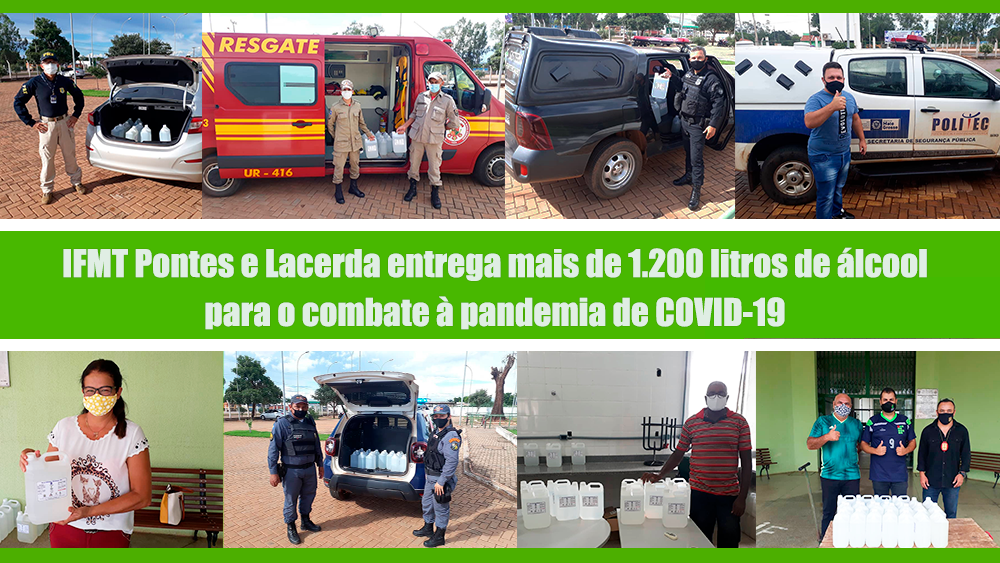 RESGATE
UR - 416
POLITEC
SECRETARIA DE SEGURANÇA PÚBLICA
IFMT Pontes e Lacerda entrega mais de 1.200 litros de álcool
para o combate à pandemia de COVID-19
9